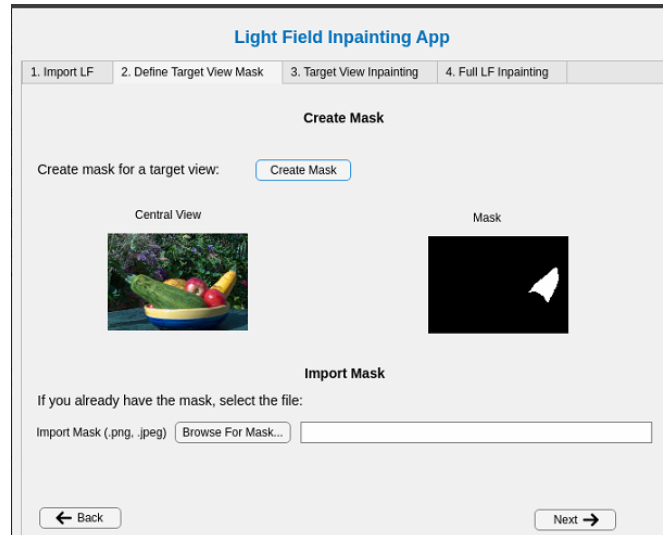 Light Field Inpainting App
1. Import LF
2. Define Target View Mask
3. Target View Inpainting
4. Full LF Inpainting
Create Mask
Create mask for a target view:
Create Mask
Central View
Mask
Import Mask
If you already have the mask, select the file:
Import Mask (.png, .jpeg)
Browse For Mask...
Back
Next